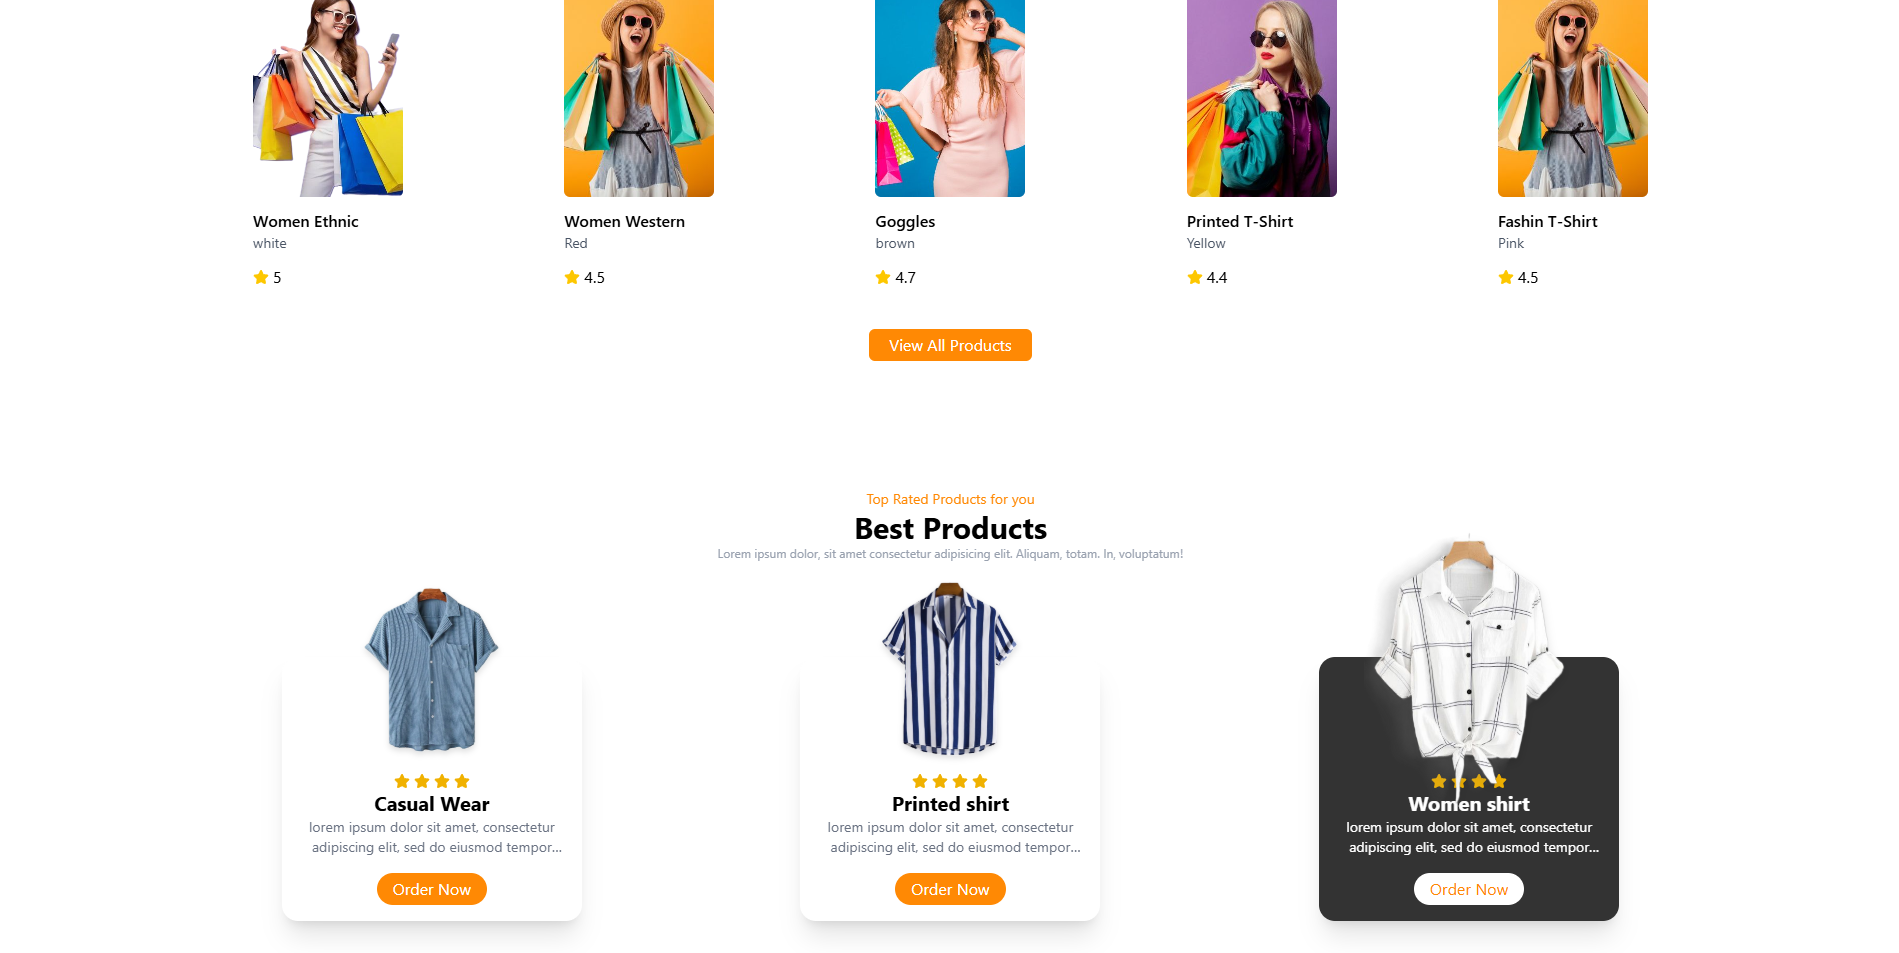 Women Ethnic
white
5
Women Western
Red
4.5
Goggles
brown
4.7
Printed T-Shirt
Yellow
4.4
Fashin T-Shirt
Pink
4.5
View All Products
Top Rated Products for you
Best Products
Lorem ipsum dolor, sit amet consectetur adipisicing elit. Aliquam, totam. In, voluptatum!
Casual Wear
lorem ipsum dolor sit amet, consectetur
adipiscing elit, sed do eiusmod tempor...
Order Now
Printed shirt
lorem ipsum dolor sit amet, consectetur
adipiscing elit, sed do eiusmod tempor...
Order Now
Women shirt
lorem ipsum dolor sit amet, consectetur
adipiscing elit, sed do eiusmod tempor...
Order Now